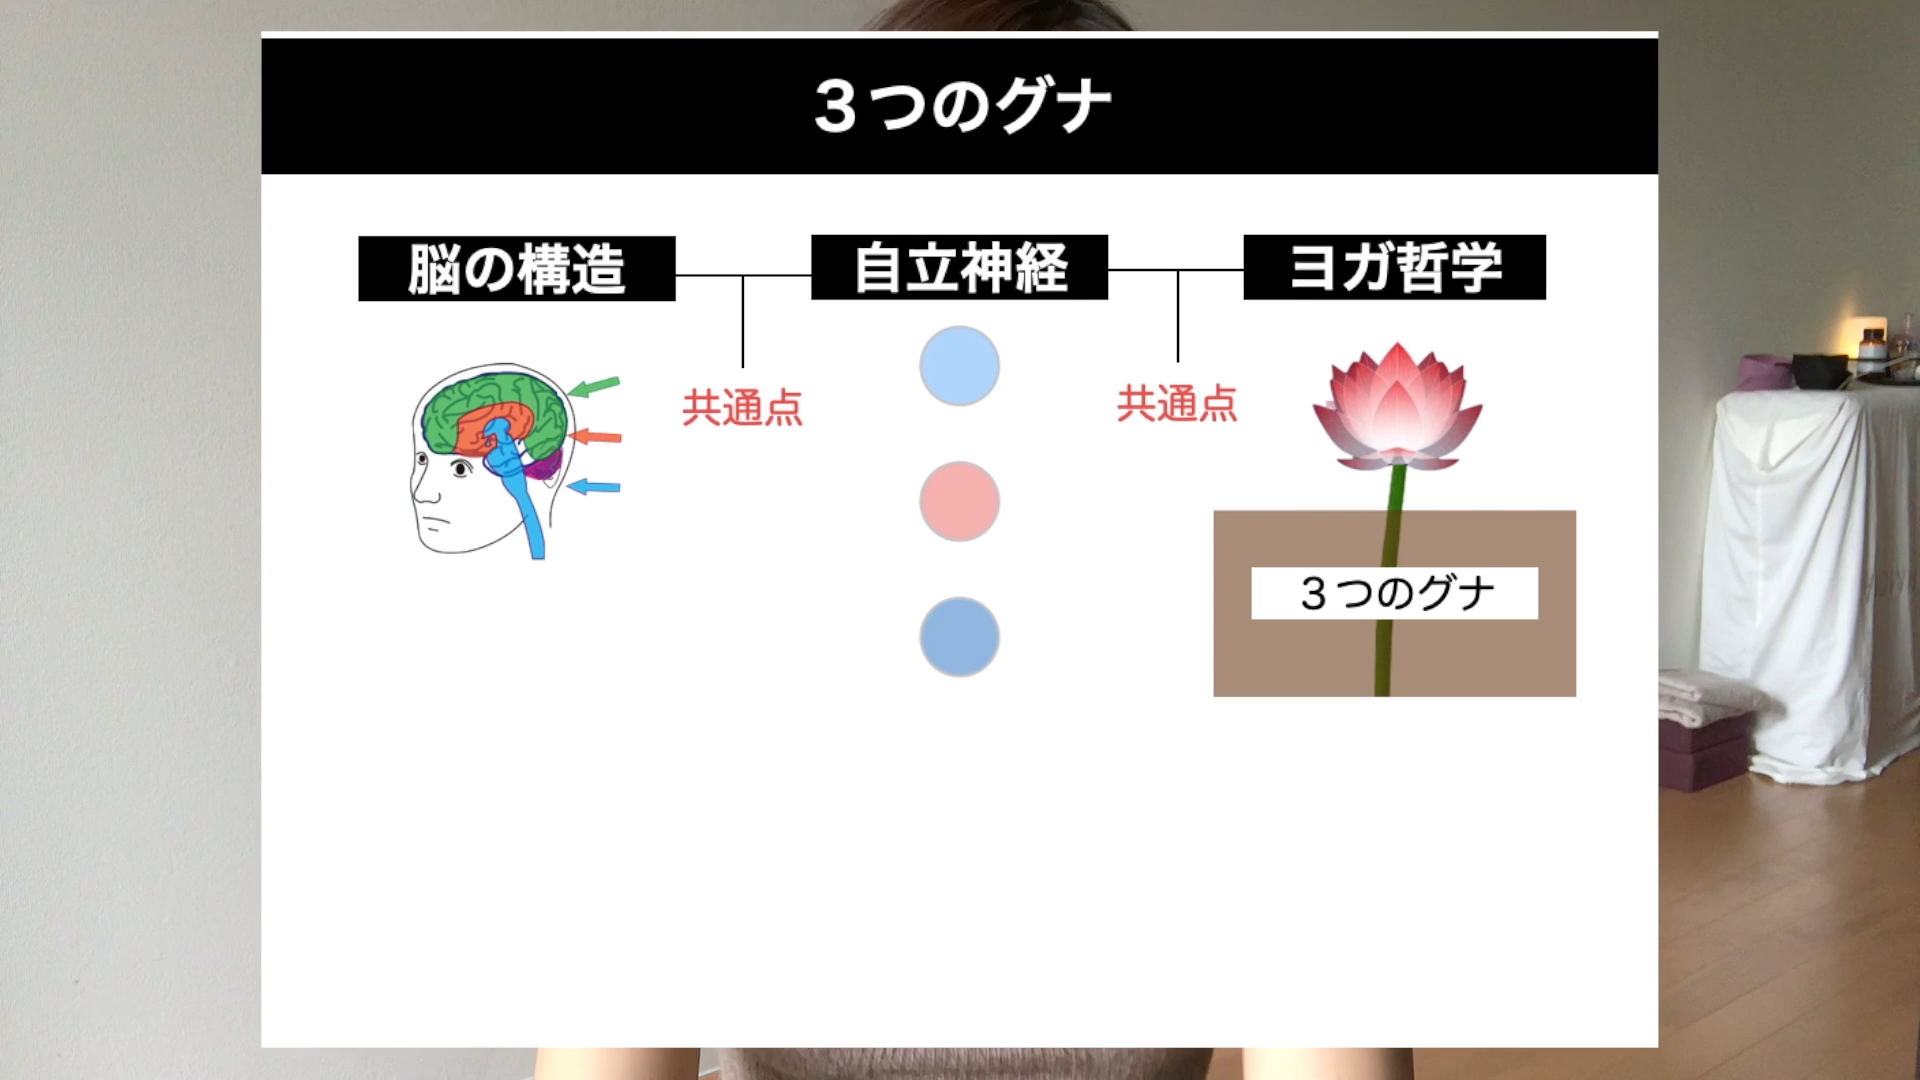 ３つのグナ
脳の構造
自立神経
ヨガ哲学
共通点
共通点
３つのグナ